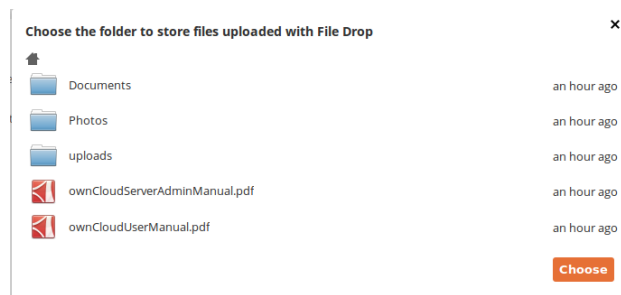 Choose the folder to store files uploaded with File Drop
Documents an hour ago
Photos an hour ago
uploads an hour ago
ownCloudServerAdminManual.pdf an hour ago
ownCloudUserManual.pdf an hour ago
Choose